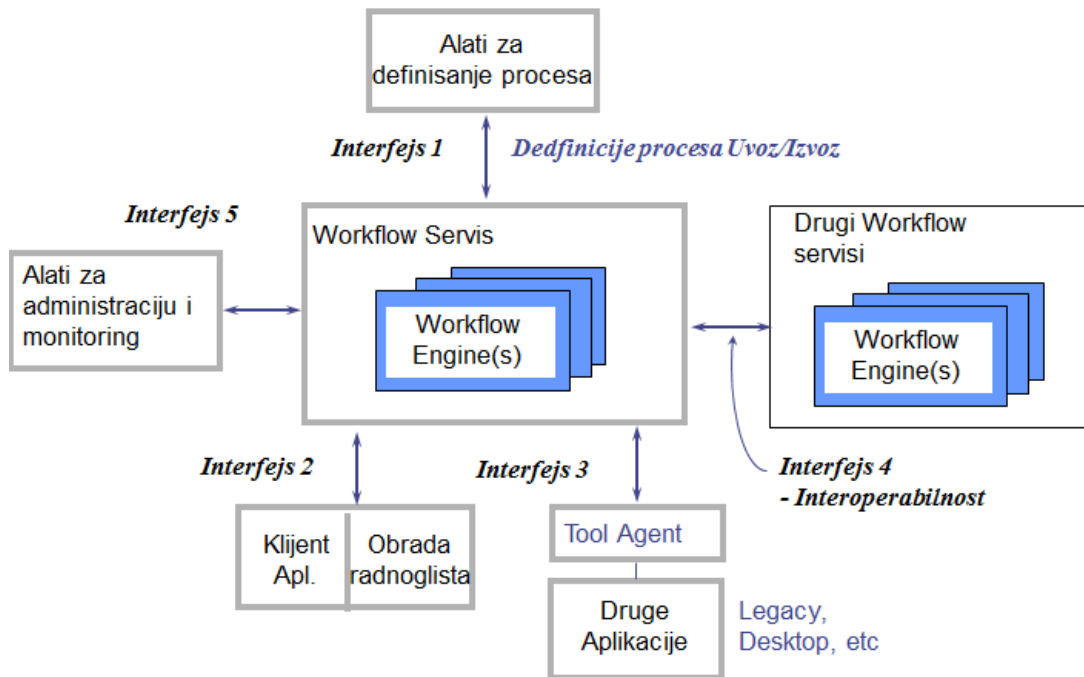 Alati za
definisanje procesa
Interfejs 1
Dedfinicije procesa Uvoz/Izvoz
Interfejs 5
Alati za
administraciju i
monitoring
Workflow Servis
Workflow
Engine(s)
Drugi Workflow
servisi
Workflow
Engine(s)
Interfejs 2
Interfejs 3
Interfejs 4
- Interoperabilnost
Klijent
Apl.
Obrada
radnoglista
Tool Agent
Druge
Aplikacije
Legacy,
Desktop, etc